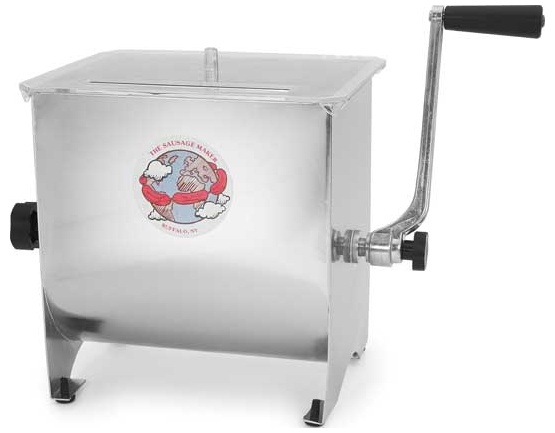 THE SAUSAGE MAKER
BUFFALO, NY